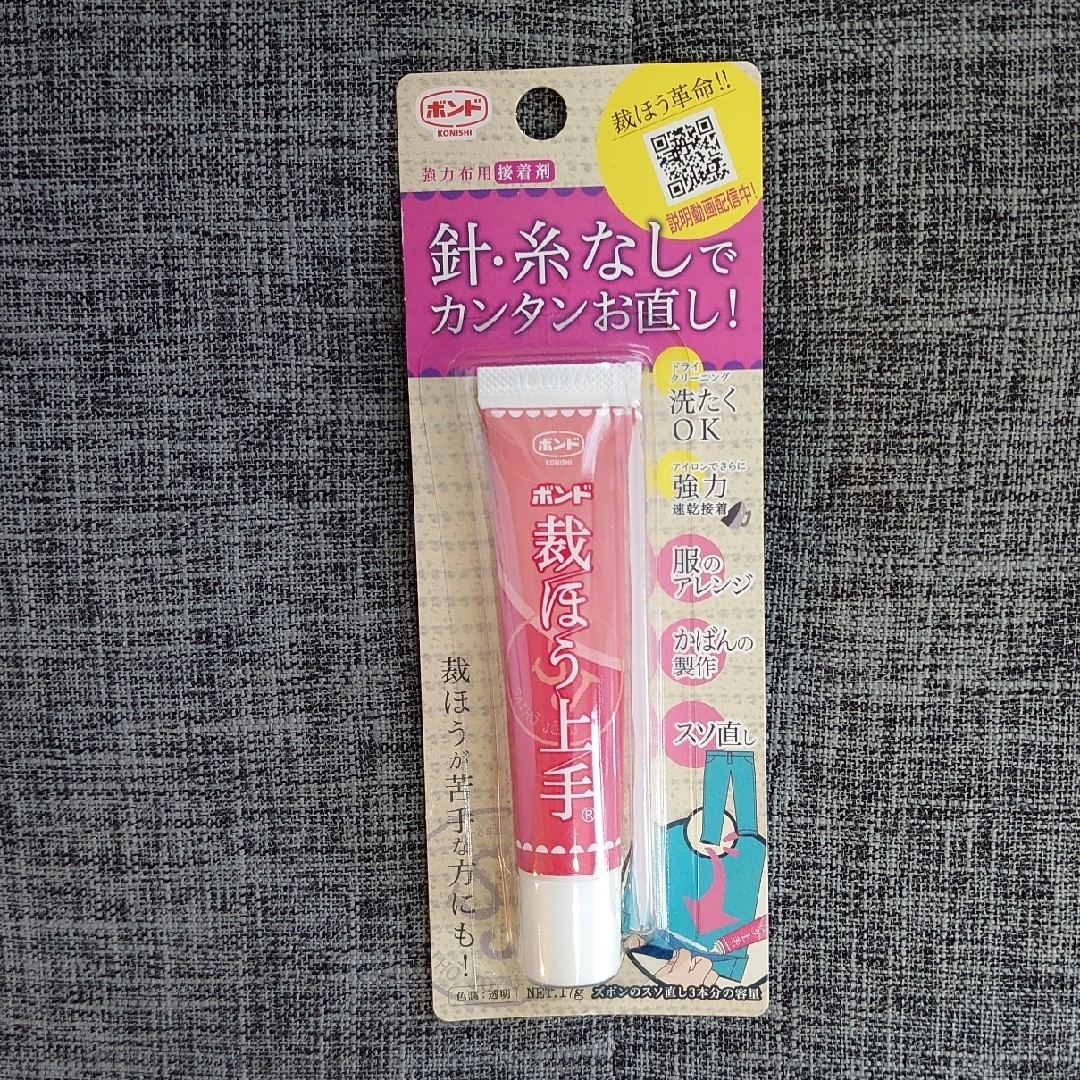 ボンド
KONISHI
裁ほう革命!!
説明動画配信中!
強力布用 接着剤
針・糸なしで
カンタンお直し!
ドライ
クリーニング
洗たく
OK
アイロンでさらに
強力
速乾接着
服の
アレンジ
かばんの
製作
スソ直し
ボンド
KONISHI
ボンド
裁ほう上手®
裁ほうが苦手な方にも!
色調:透明
NET.17g
ズボンのスソ直し3本分の容量